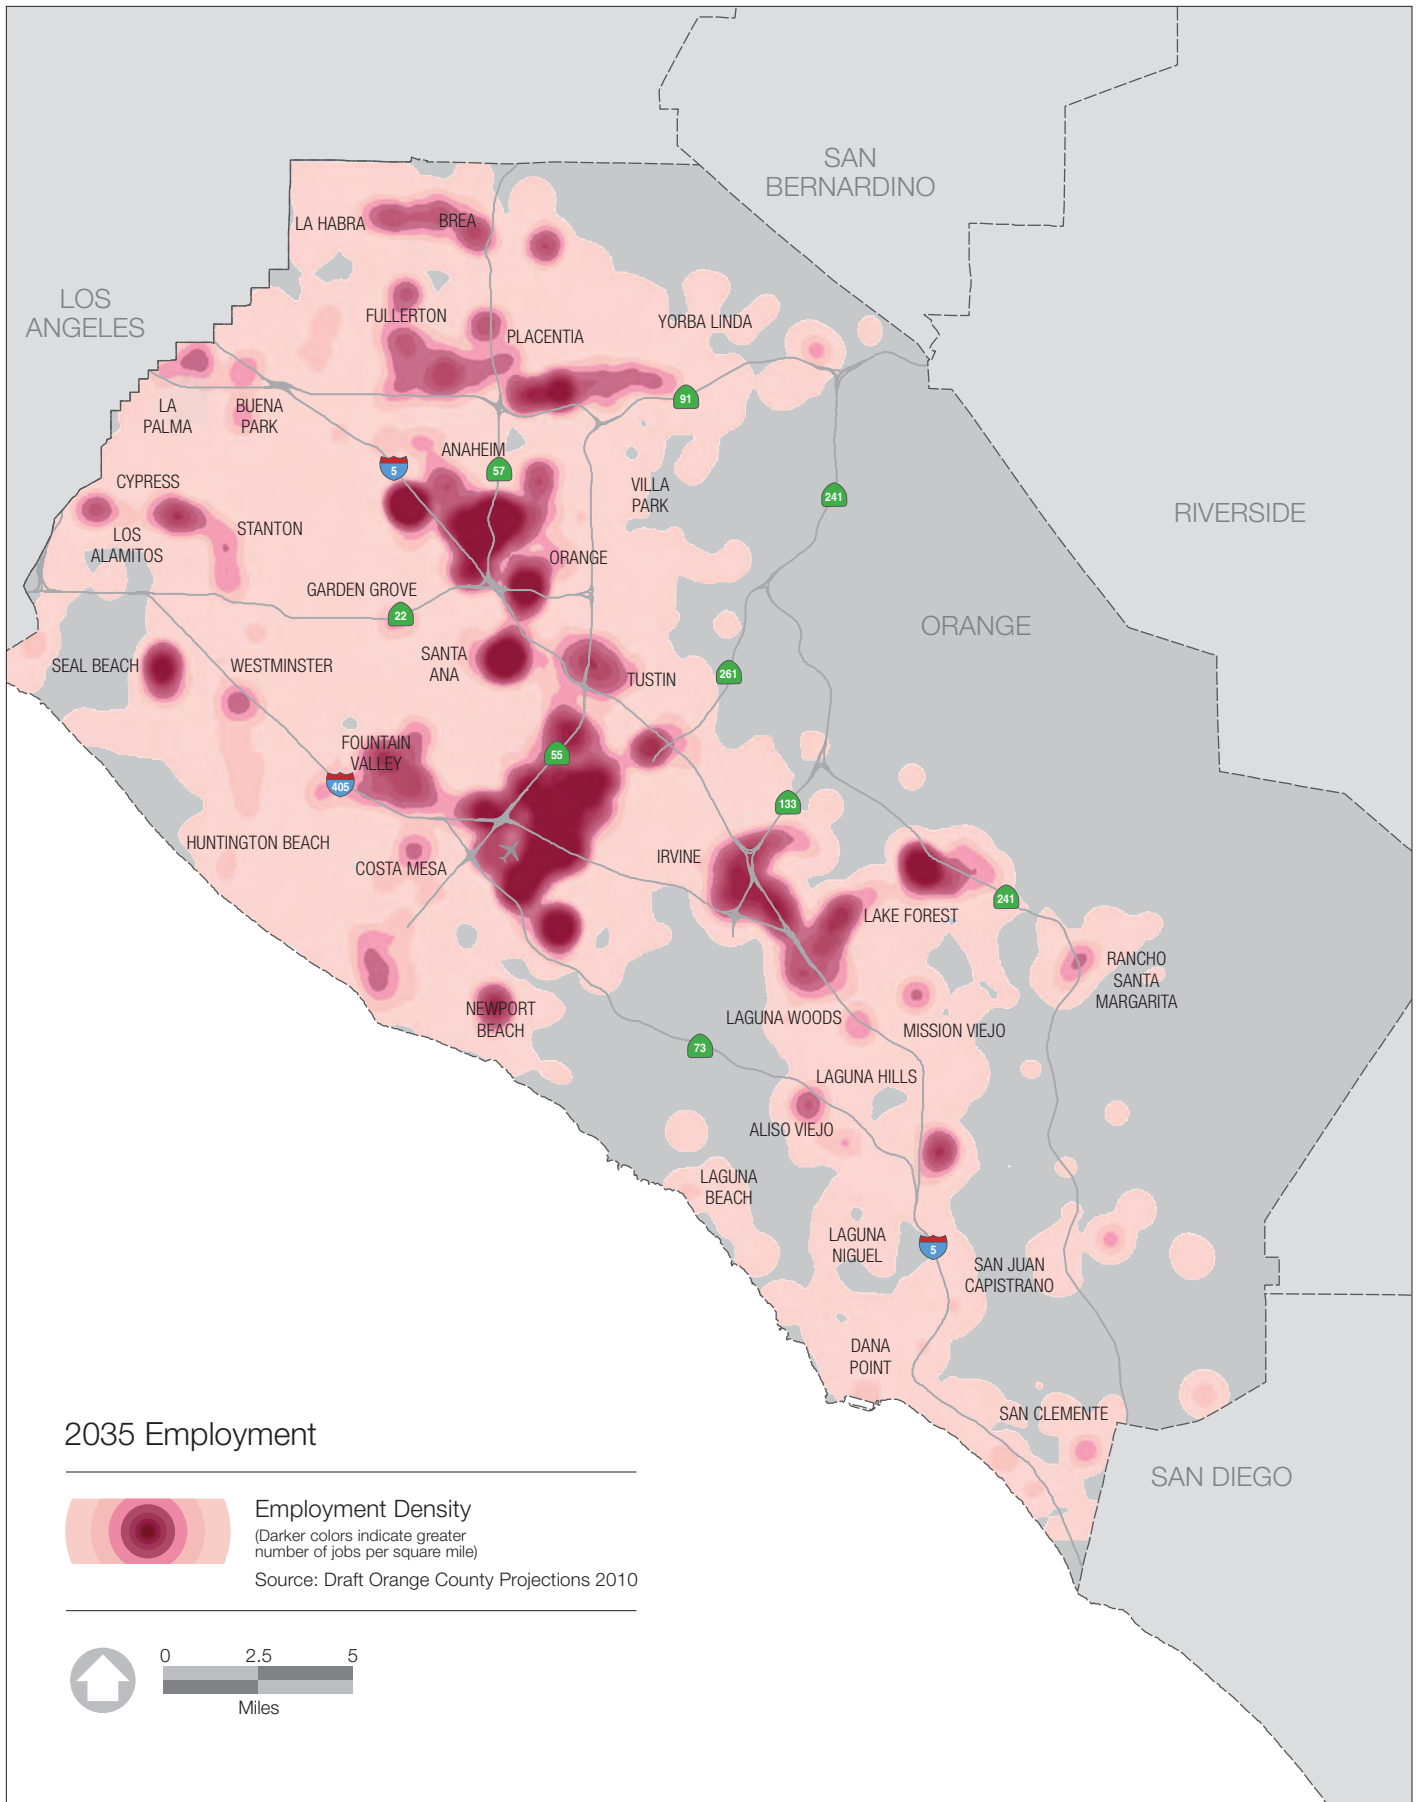 SAN
BERNARDINO
LOS
ANGELES
LA HABRA
BREA
FULLERTON
PLACENTIA
YORBA LINDA
91
LA
PALMA
BUENA
PARK
ANAHEIM
5
57
CYPRESS
VILLA
PARK
241
RIVERSIDE
LOS
ALAMITOS
STANTON
ORANGE
GARDEN GROVE
22
ORANGE
SEAL BEACH
WESTMINSTER
SANTA
ANA
TUSTIN
261
FOUNTAIN
VALLEY
55
405
133
HUNTINGTON BEACH
COSTA MESA
IRVINE
241
LAKE FOREST
RANCHO
SANTA
MARGARITA
NEWPORT
BEACH
LAGUNA WOODS
MISSION VIEJO
73
LAGUNA HILLS
ALISO VIEJO
LAGUNA
BEACH
LAGUNA
NIGUEL
5
SAN JUAN
CAPISTRANO
DANA
POINT
SAN CLEMENTE
SAN DIEGO
2035 Employment
Employment Density
(Darker colors indicate greater
number of jobs per square mile)
Source: Draft Orange County Projections 2010
0 2.5 5
Miles